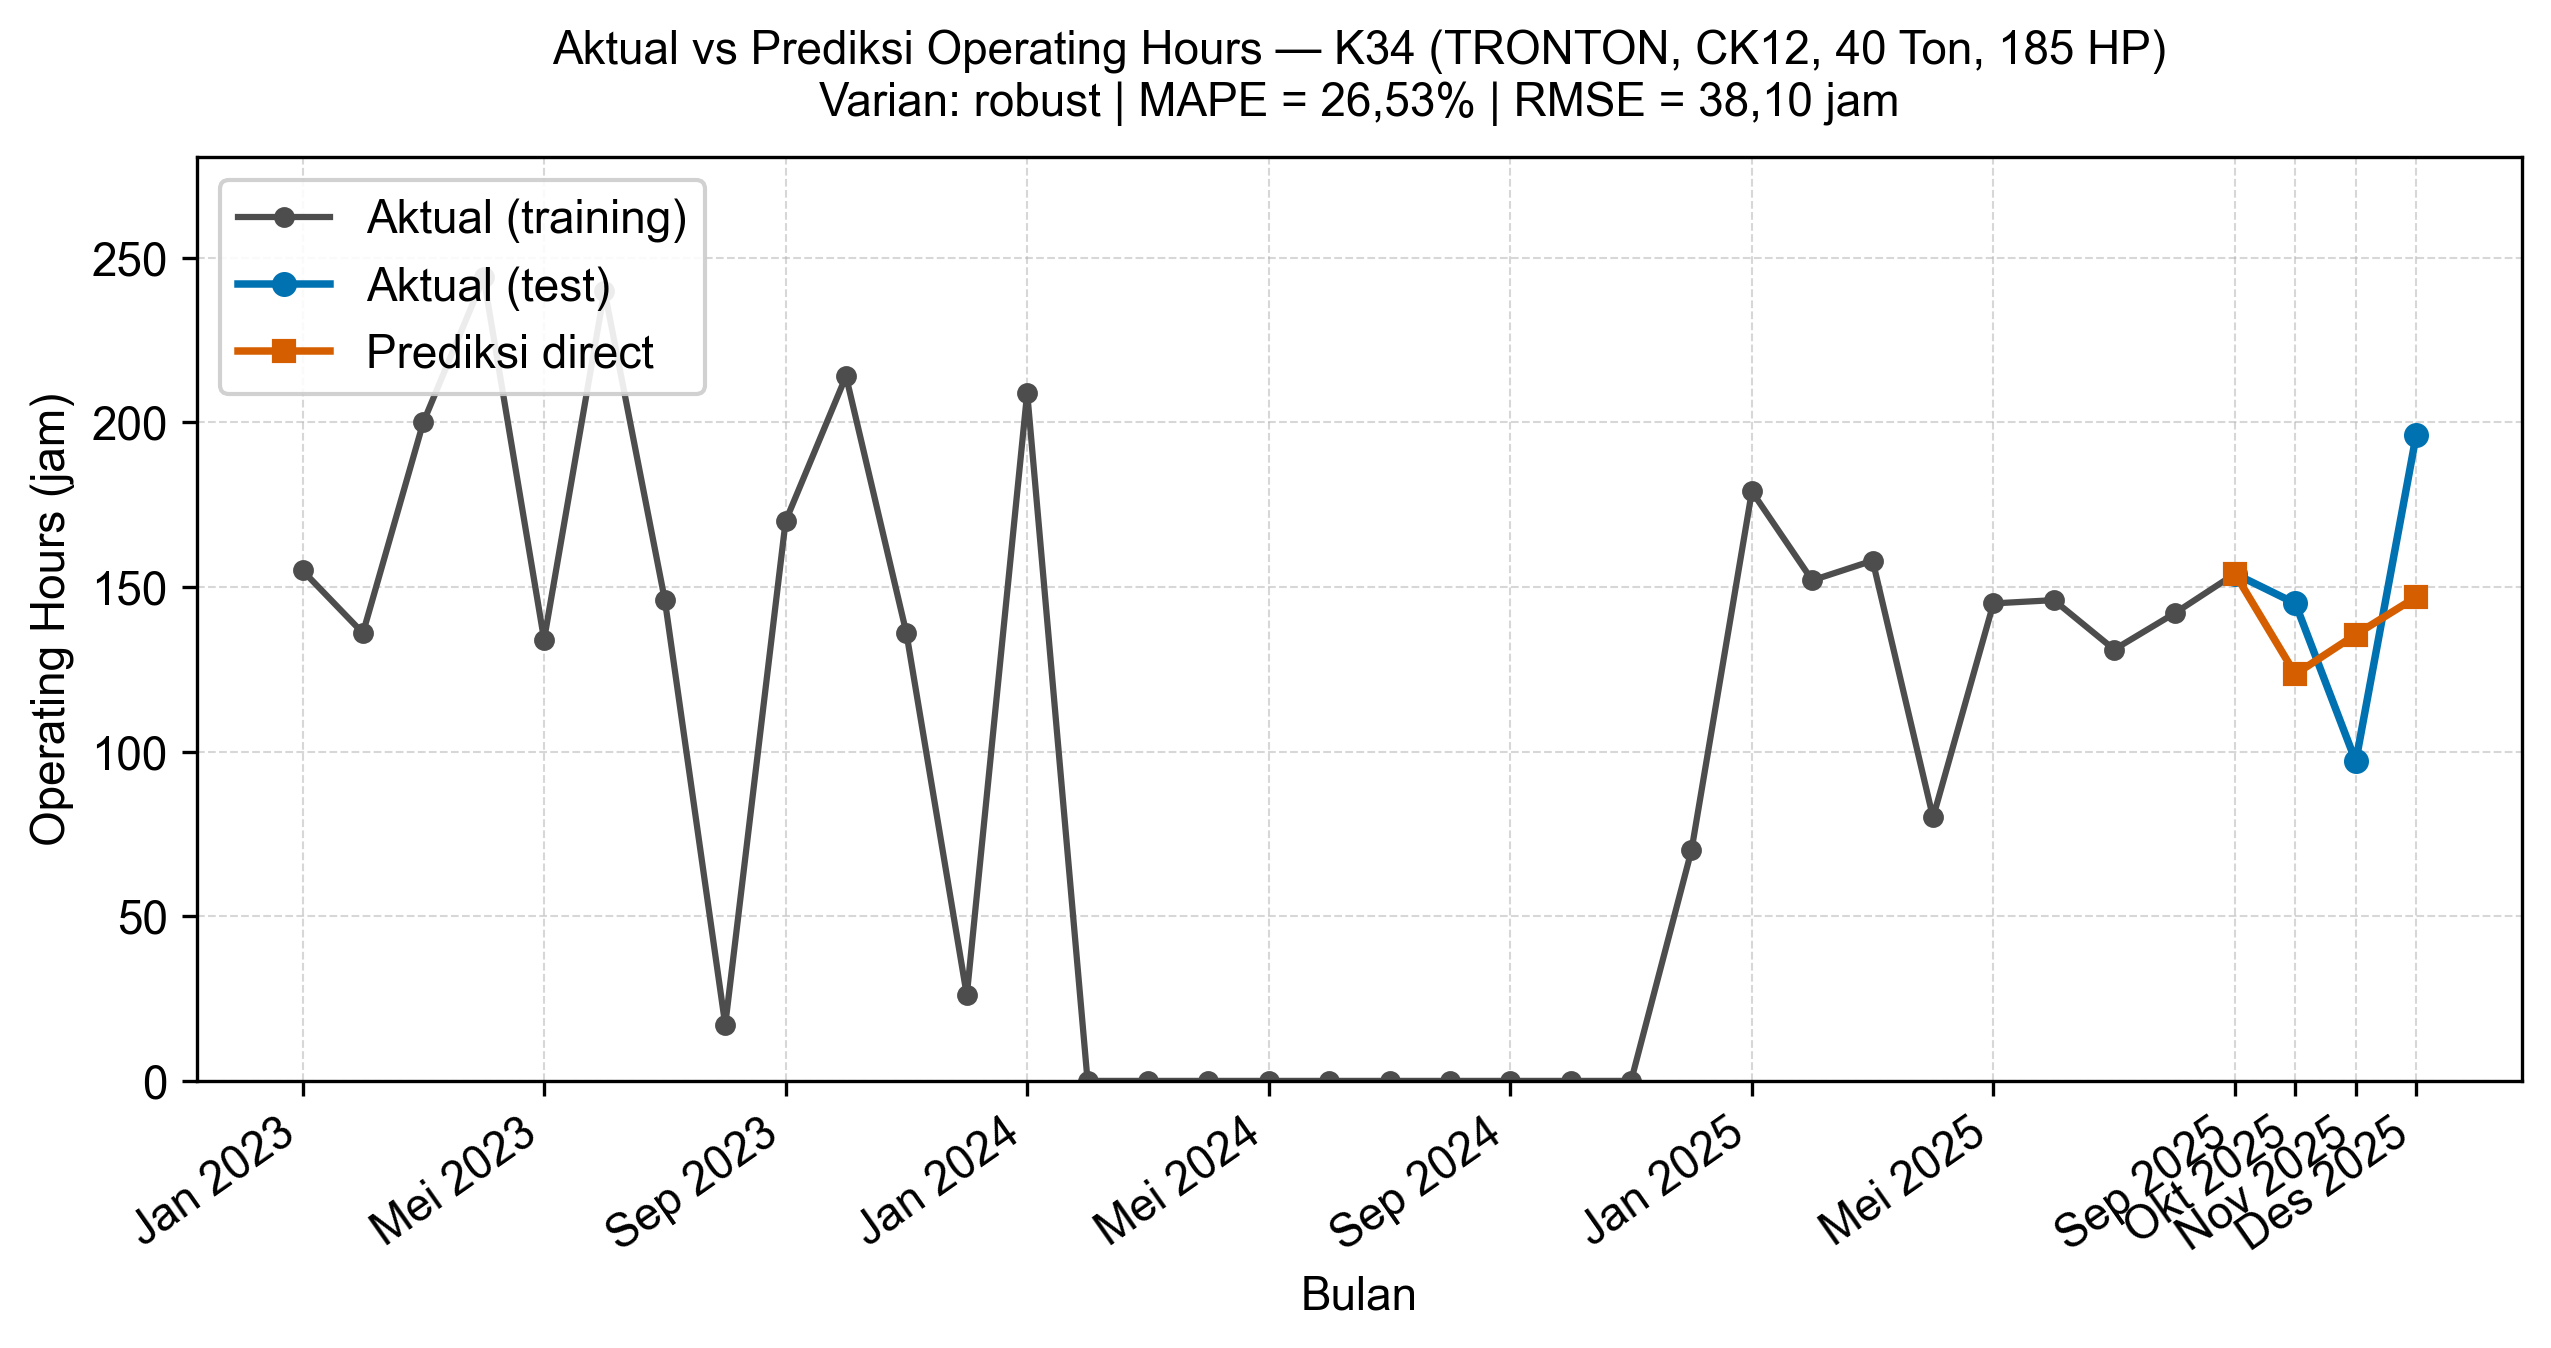 Aktual vs Prediksi Operating Hours — K34 (TRONTON, CK12, 40 Ton, 185 HP)
Varian: robust | MAPE = 26,53% | RMSE = 38,10 jam
Aktual (training)
Aktual (test)
Prediksi direct
Operating Hours (jam)
250
200
150
100
50
0
Jan 2023
Mei 2023
Sep 2023
Jan 2024
Mei 2024
Sep 2024
Jan 2025
Mei 2025
Sep 2025
Okt 2025
Nov 2025
Des 2025
Bulan